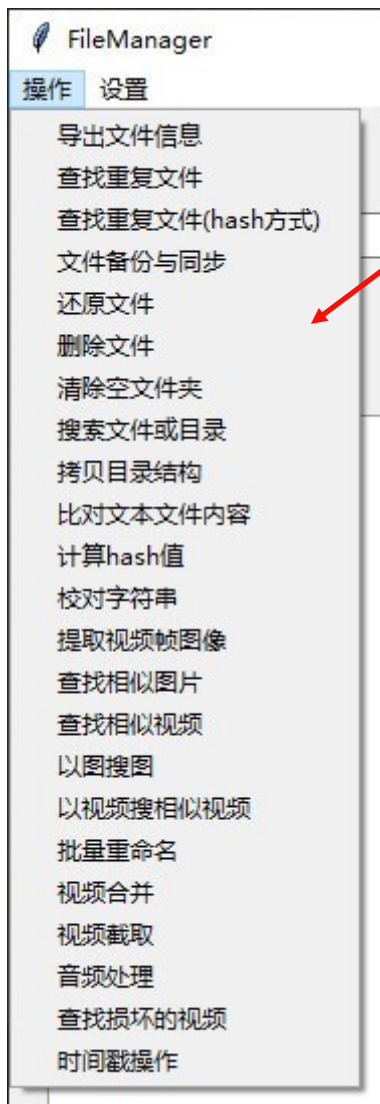 FileManager
操作 设置
导出文件信息
查找重复文件
查找重复文件(hash方式)
文件备份与同步
还原文件
删除文件
清除空文件夹
搜索文件或目录
拷贝目录结构
比对文本文件内容
计算hash值
校对字符串
提取视频帧图像
查找相似图片
查找相似视频
以图搜图
以视频搜相似视频
批量重命名
视频合并
视频截取
音频处理
查找损坏的视频
时间戳操作